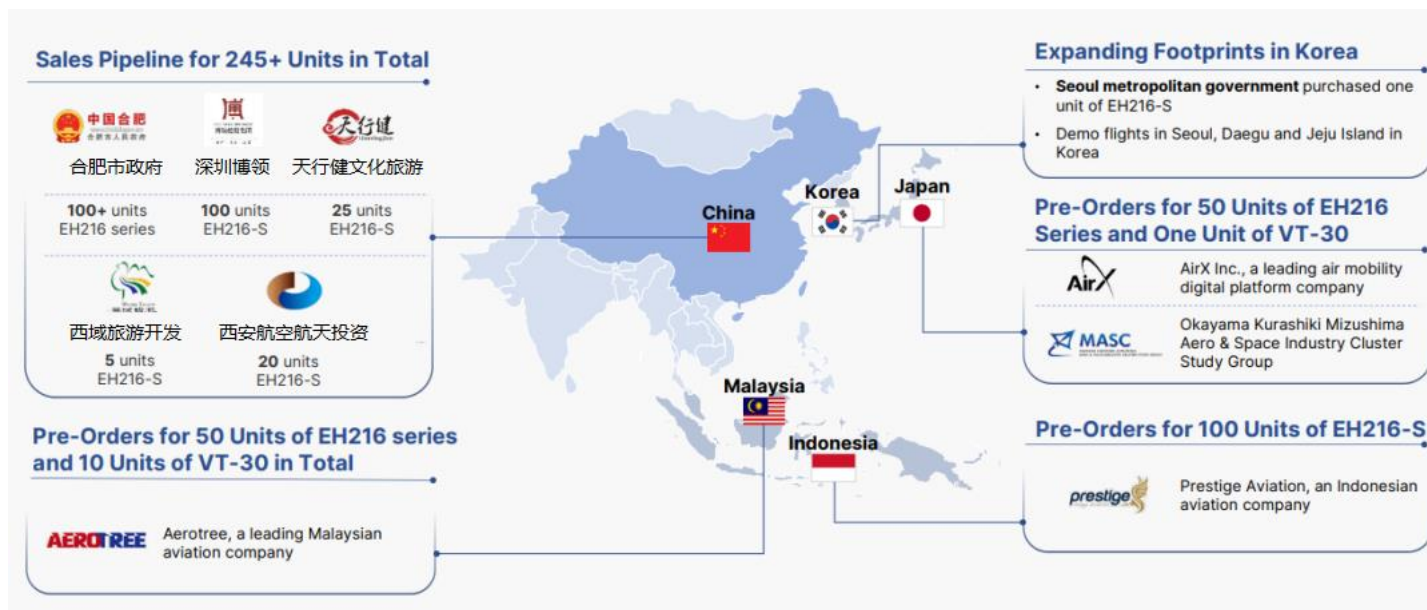 Sales Pipeline for 245+ Units in Total
中国合肥
合肥市人民政府
天行健
合肥市政府
深圳博领
天行健文化旅游
100+ units
EH216 series
100 units
EH216-S
25 units
EH216-S
西域旅游开发
西安航空航天投资
5 units
EH216-S
20 units
EH216-S
Pre-Orders for 50 Units of EH216 series
and 10 Units of VT-30 in Total
AEROTREE
Aerotree, a leading Malaysian
aviation company
China
Korea
Japan
Malaysia
Indonesia
Expanding Footprints in Korea
• Seoul metropolitan government purchased one
unit of EH216-S
• Demo flights in Seoul, Daegu and Jeju Island in
Korea
Pre-Orders for 50 Units of EH216
Series and One Unit of VT-30
AirX
AirX Inc., a leading air mobility
digital platform company
MASC
Okayama Kurashiki Mizushima
Aero & Space Industry Cluster
Study Group
Pre-Orders for 100 Units of EH216-S
prestige
Prestige Aviation, an Indonesian
aviation company